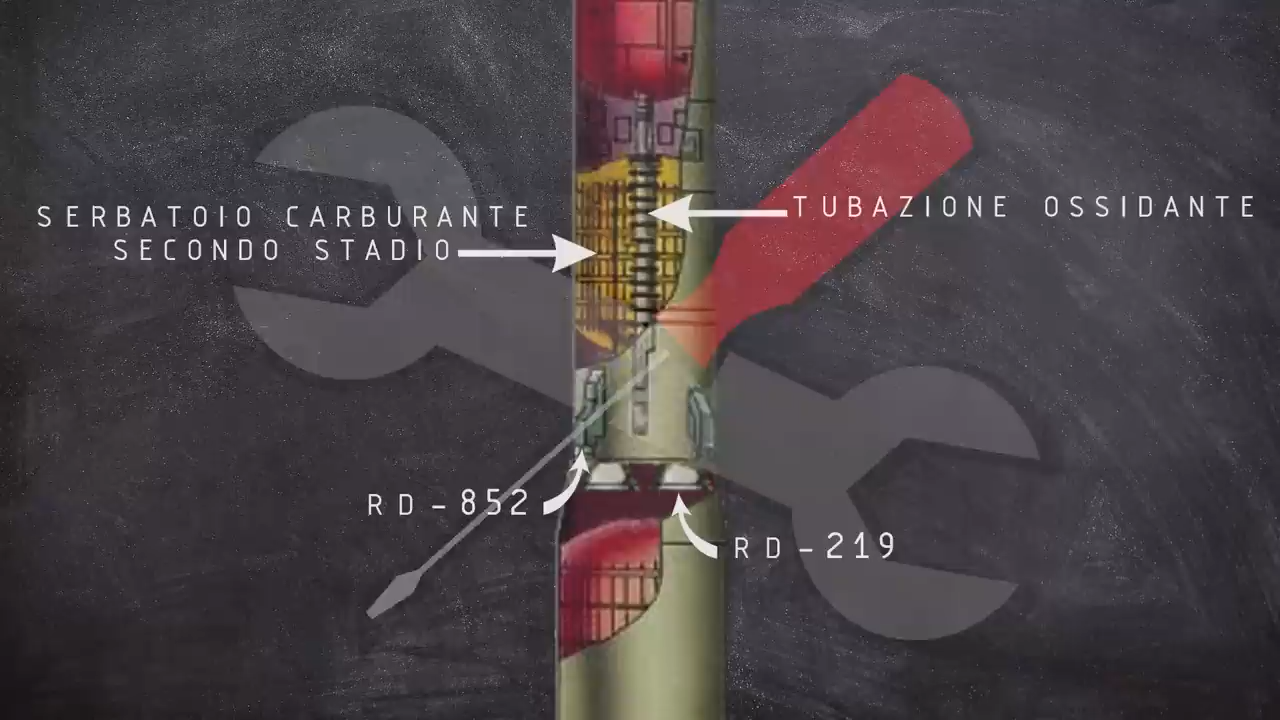 SERBATOIO CARBURANTE
SECONDO STADIO
TUBAZIONE OSSIDANTE
RD-852
RD-219